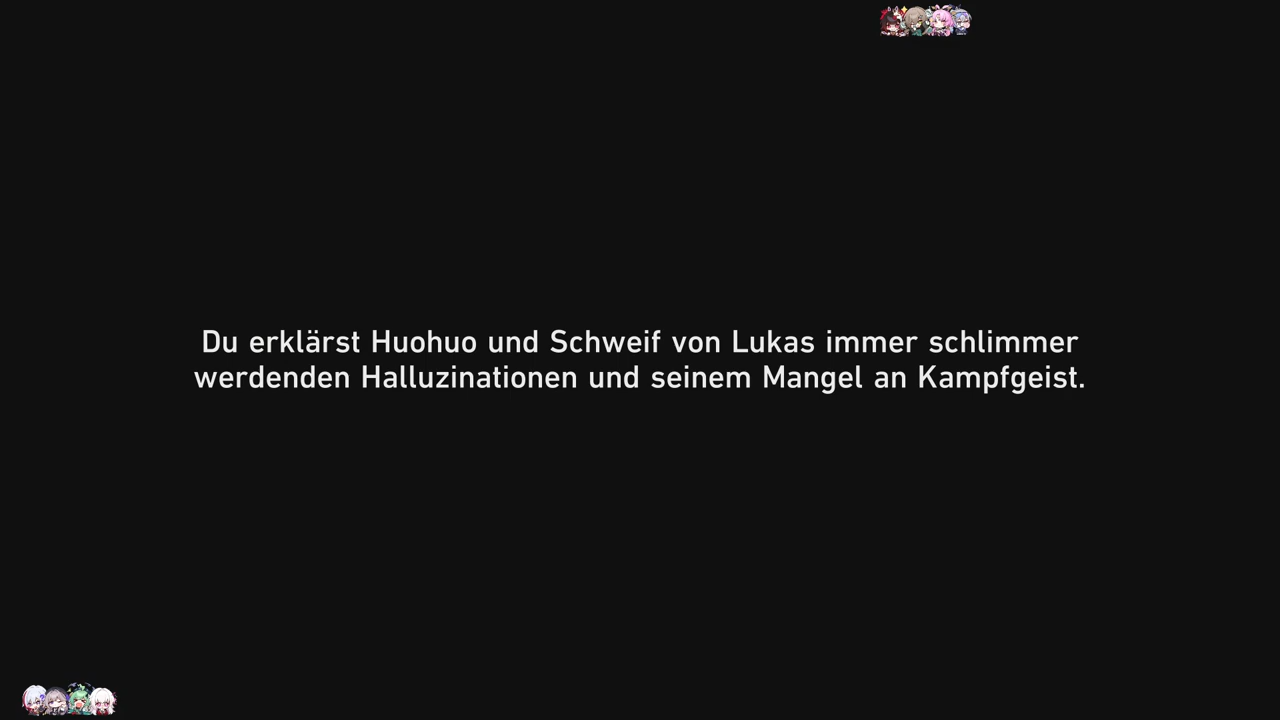 Du erklärst Huohuo und Schweif von Lukas immer schlimmer
werdenden Halluzinationen und seinem Mangel an Kampfgeist.